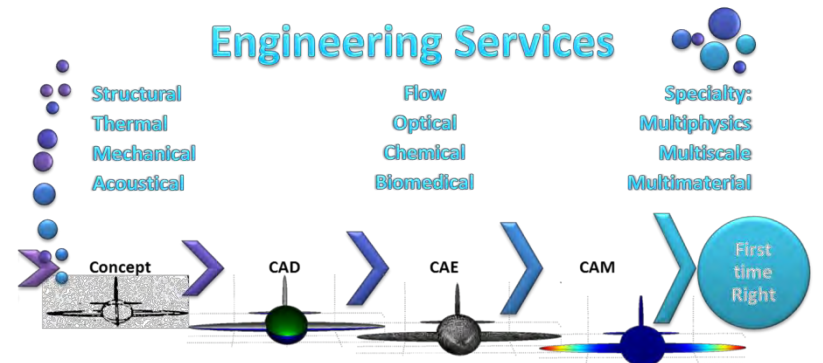 Engineering Services
Structural
Thermal
Mechanical
Acoustical
Flow
Optical
Chemical
Biomedical
Specialty:
Multiphysics
Multiscale
Multimaterial
Concept
CAD
CAE
CAM
First
time
Right